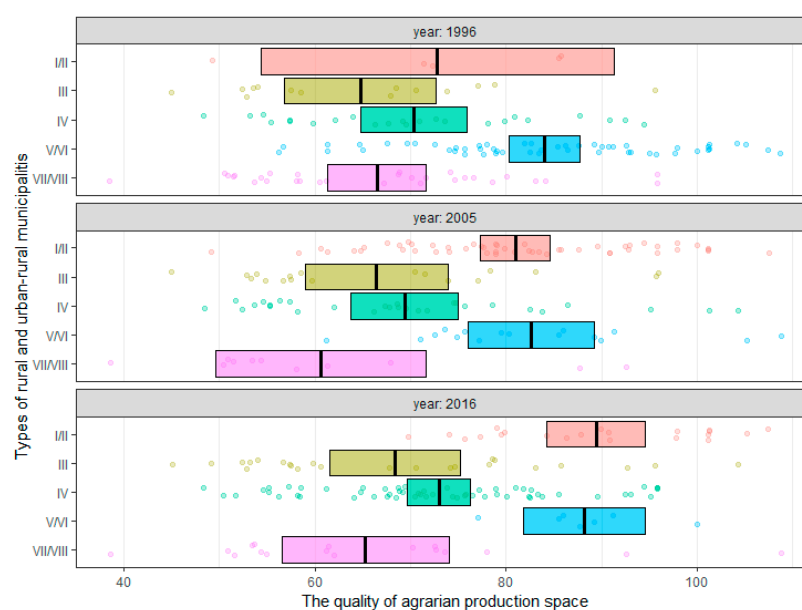 year: 1996
I/II
III
IV
V/VI
VII/VIII
year: 2005
I/II
III
IV
V/VI
VII/VIII
year: 2016
I/II
III
IV
V/VI
VII/VIII
40 60 80 100
The quality of agrarian production space
Types of rural and urban-rural municipalitis